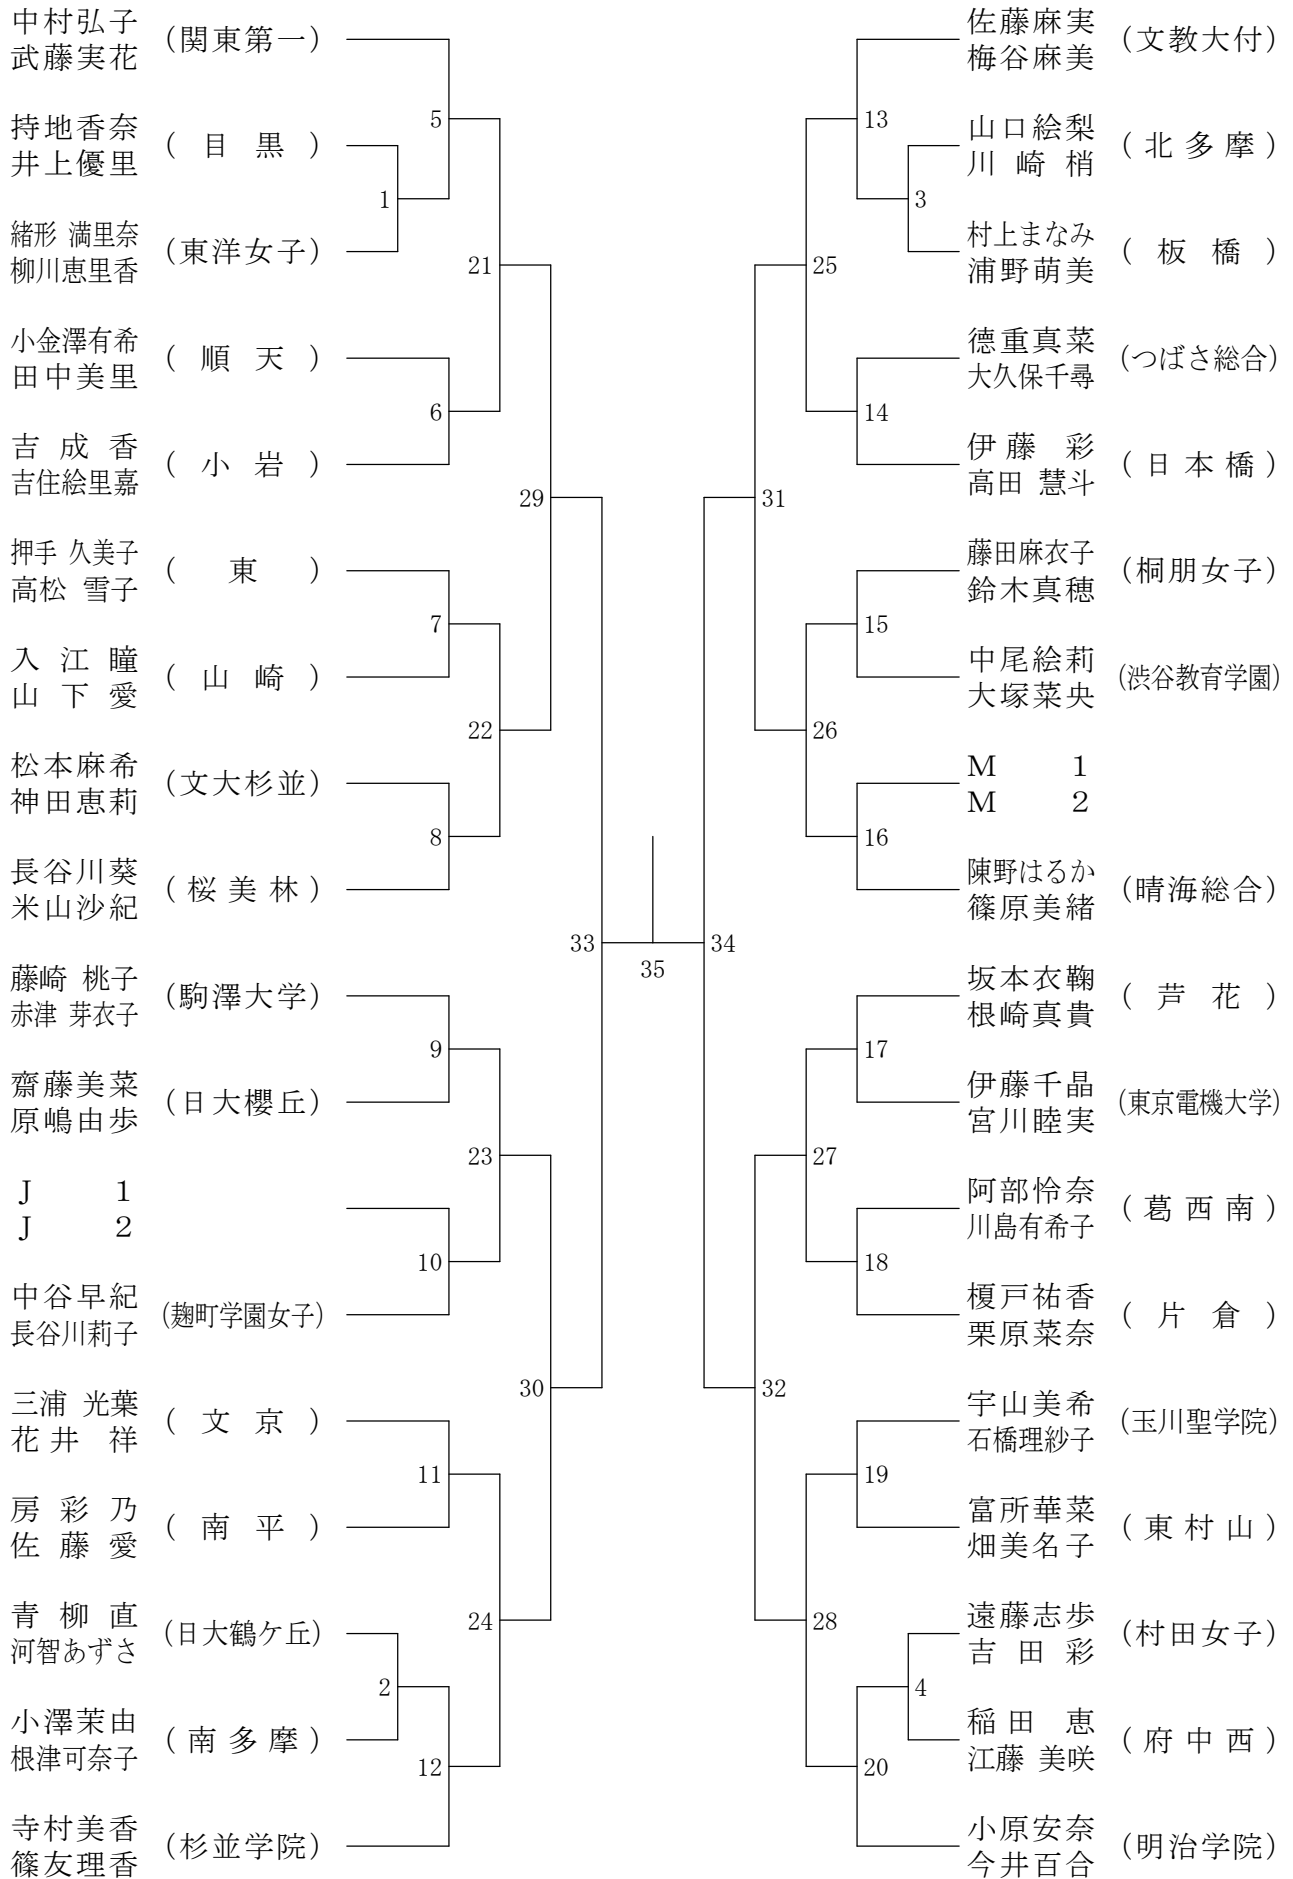 中村弘子
武藤実花
(関東第一)
持地香奈
井上優里
(目黒)
緒形 満里奈
柳川恵里香
(東洋女子)
小金澤有希
田中美里
(順天)
吉成香
吉住絵里嘉
(小岩)
押手 久美子
高松 雪子
(東)
入江瞳
山下愛
(山崎)
松本麻希
神田恵莉
(文大杉並)
長谷川葵
米山沙紀
(桜美林)
藤崎 桃子
赤津 芽衣子
(駒澤大学)
齋藤美菜
原嶋由歩
(日大櫻丘)
J 1
J 2
中谷早紀
長谷川莉子
(麹町学園女子)
三浦 光葉
花井 祥
(文京)
房彩乃
佐藤愛
(南平)
青柳直
河智あずさ
(日大鶴ケ丘)
小澤茉由
根津可奈子
(南多摩)
寺村美香
篠友理香
(杉並学院)
1
2
5
6
7
8
9
10
11
12
21
22
23
24
29
30
33
35
34
31
32
25
26
27
28
13
14
15
16
17
18
19
20
3
4
佐藤麻実
梅谷麻美
(文教大付)
山口絵梨
川崎梢
(北多摩)
村上まなみ
浦野萌美
(板橋)
德重真菜
大久保千尋
(つばさ総合)
伊藤 彩
高田 慧斗
(日本橋)
藤田麻衣子
鈴木真穂
(桐朋女子)
中尾絵莉
大塚菜央
(渋谷教育学園)
M 1
M 2
陳野はるか
篠原美緒
(晴海総合)
坂本衣鞠
根崎真貴
(芦花)
伊藤千晶
宮川睦実
(東京電機大学)
阿部怜奈
川島有希子
(葛西南)
榎戸祐香
栗原菜奈
(片倉)
宇山美希
石橋理紗子
(玉川聖学院)
富所華菜
畑美名子
(東村山)
遠藤志歩
吉田彩
(村田女子)
稲田 恵
江藤 美咲
(府中西)
小原安奈
今井百合
(明治学院)